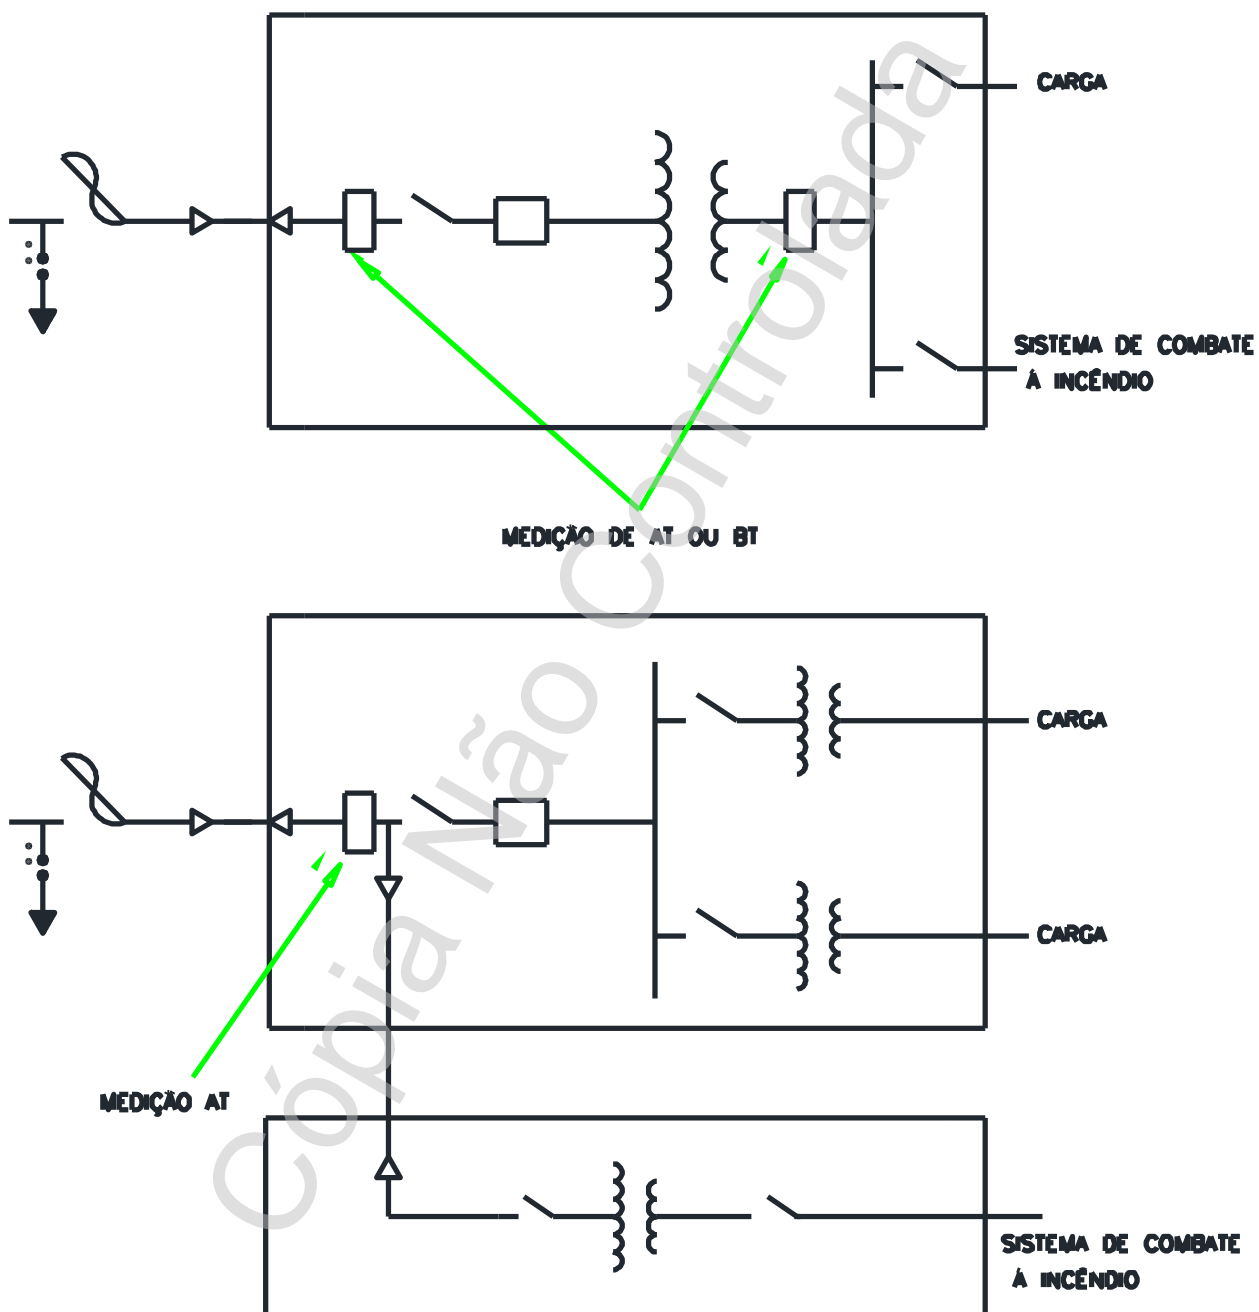 CARGA
SISTEMA DE COMBATE
À INCÊNDIO
MEDIÇÃO DE AT OU BT
CARGA
CARGA
MEDIÇÃO AT
SISTEMA DE COMBATE
À INCÊNDIO
Cópia Não Controlada